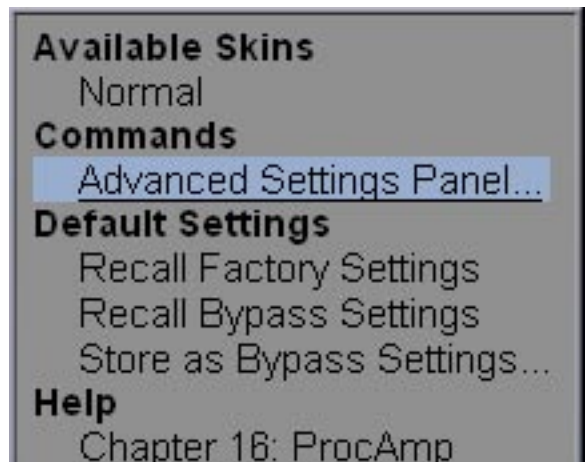 Available Skins
Normal
Commands
Advanced Settings Panel...
Default Settings
Recall Factory Settings
Recall Bypass Settings
Store as Bypass Settings...
Help
Chapter 16: ProcAmp